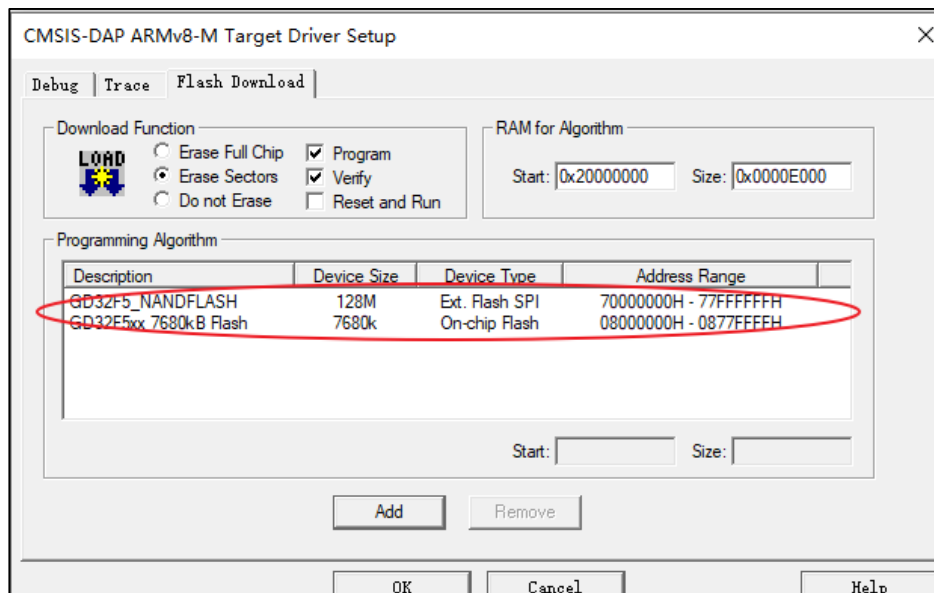 CMSIS-DAP ARMv8-M Target Driver Setup
Debug Trace Flash Download
Download Function
LOAD
Erase Full Chip
Erase Sectors
Do not Erase
Program
Verify
Reset and Run
RAM for Algorithm
Start: 0x20000000 Size: 0x0000E000
Programming Algorithm
Description Device Size Device Type Address Range
GD32F5_NANDFLASH 128M Ext. Flash SPI 70000000H - 77FFFFFFH
GD32F5xx 7680kB Flash 7680k On-chip Flash 08000000H - 0877FFFFH
Start: Size:
Add Remove
OK Cancel Help